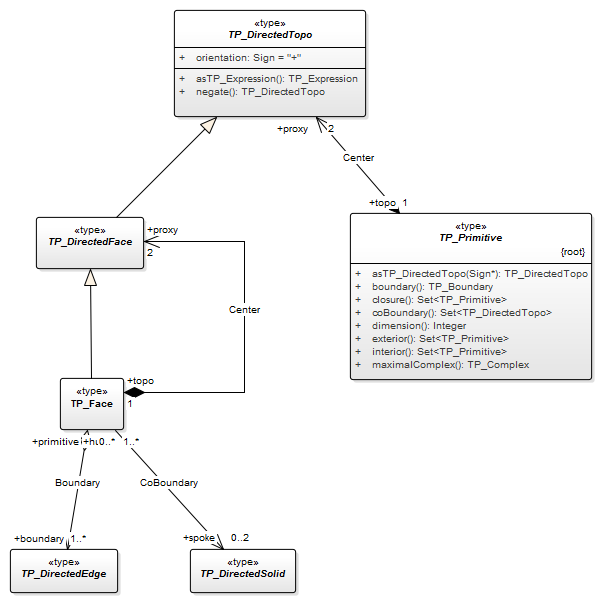 «type»
TP_DirectedTopo
+ orientation: Sign = "+"
+ asTP_Expression(): TP_Expression
+ negate(): TP_DirectedTopo
+proxy 2
Center
+topo 1
«type»
TP_Primitive
{root}
+ asTP_DirectedTopo(Sign*): TP_DirectedTopo
+ boundary(): TP_Boundary
+ closure(): Set<TP_Primitive>
+ coBoundary(): Set<TP_DirectedTopo>
+ dimension(): Integer
+ exterior(): Set<TP_Primitive>
+ interior(): Set<TP_Primitive>
+ maximalComplex(): TP_Complex
«type»
TP_DirectedFace
+proxy
2
Center
«type»
TP_Face
+topo
1
+primitive 0..* 1..*
Boundary
CoBoundary
+boundary 1..*
+spoke 0..2
«type»
TP_DirectedEdge
«type»
TP_DirectedSolid